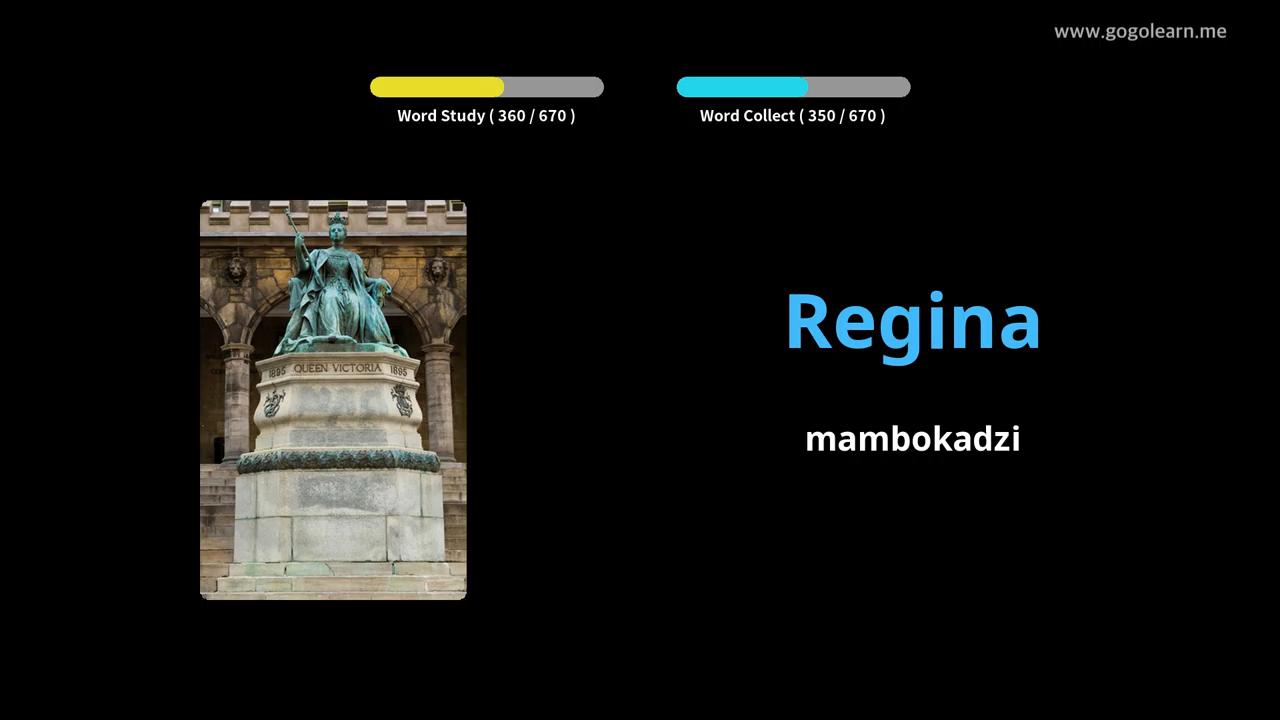 www.gogolearn.me
Word Study ( 360 / 670 )
Word Collect ( 350 / 670 )
1895 QUEEN VICTORIA 1895
Regina
mambokadzi